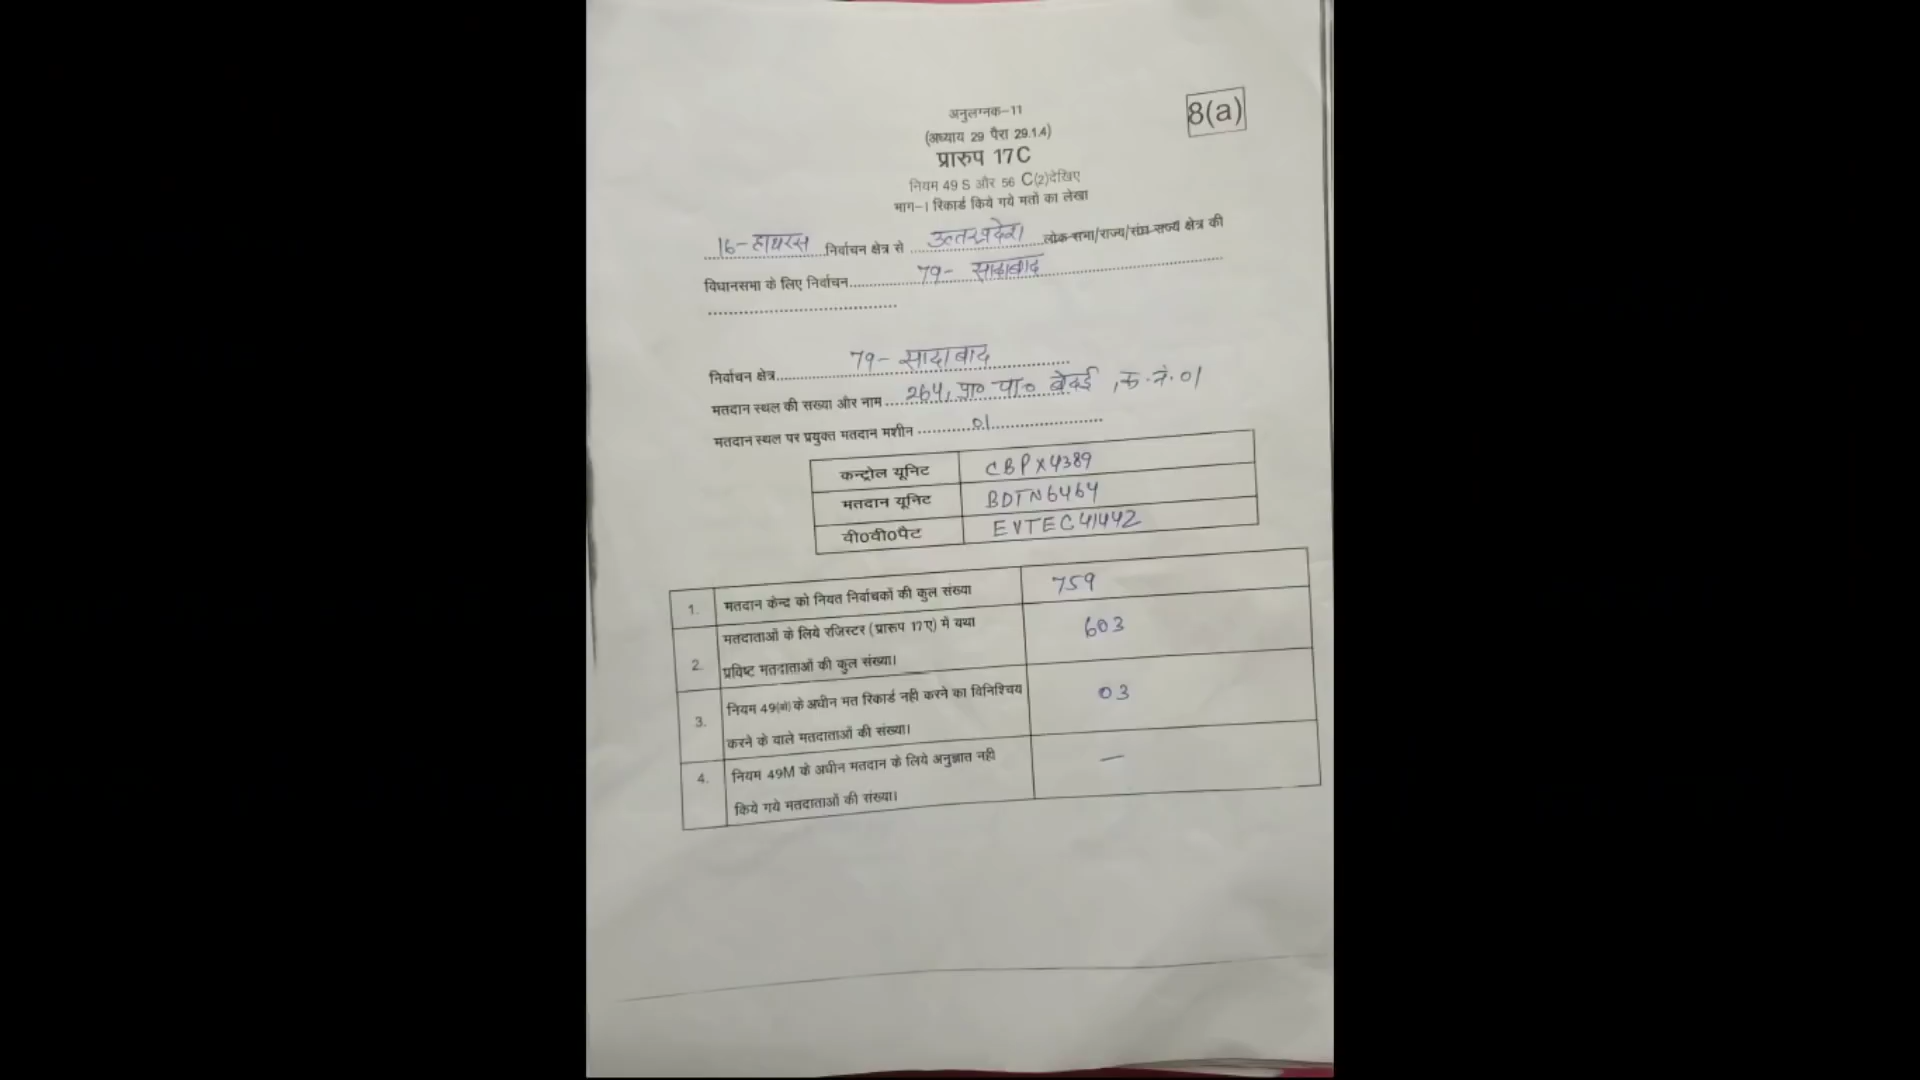 8(a)
अनुलग्नक-11
(अध्याय 29 पैरा 29.1.4)
प्रारुप 17C
नियम 49 S और 56 C(2)देखिए
भाग-I रिकार्ड किये गये मतों का लेखा
16-हाथरस निर्वाचन क्षेत्र से उत्तरप्रदेश लोक सभा/राज्य/संघ राज्य क्षेत्र की
विधानसभा के लिए निर्वाचन 79- सादाबाद
निर्वाचन क्षेत्र 79- सादाबाद
मतदान स्थल की सख्या और नाम 264, प्रा० पा० , क.नं. 01
मतदान स्थल पर प्रयुक्त मतदान मशीन 01
कन्ट्रोल यूनिट CBPX4389
मतदान यूनिट BDTN6464
वी0वी0पैट EVTEC41442
1. मतदान केन्द को नियत निर्वाचकों की कुल संख्या 759
मतदाताओं के लिये रजिस्टर (प्रारूप 17ए) में यथा
2. प्रविष्ट मतदाताओं की कुल संख्या। 603
नियम 49(ओ) के अधीन मत रिकार्ड नही करने का विनिश्चिय
3. करने के वाले मतदाताओं की संख्या। 03
4. नियम 49M के अधीन मतदान के लिये अनुज्ञात नही
किये गये मतदाताओं की संख्या। —